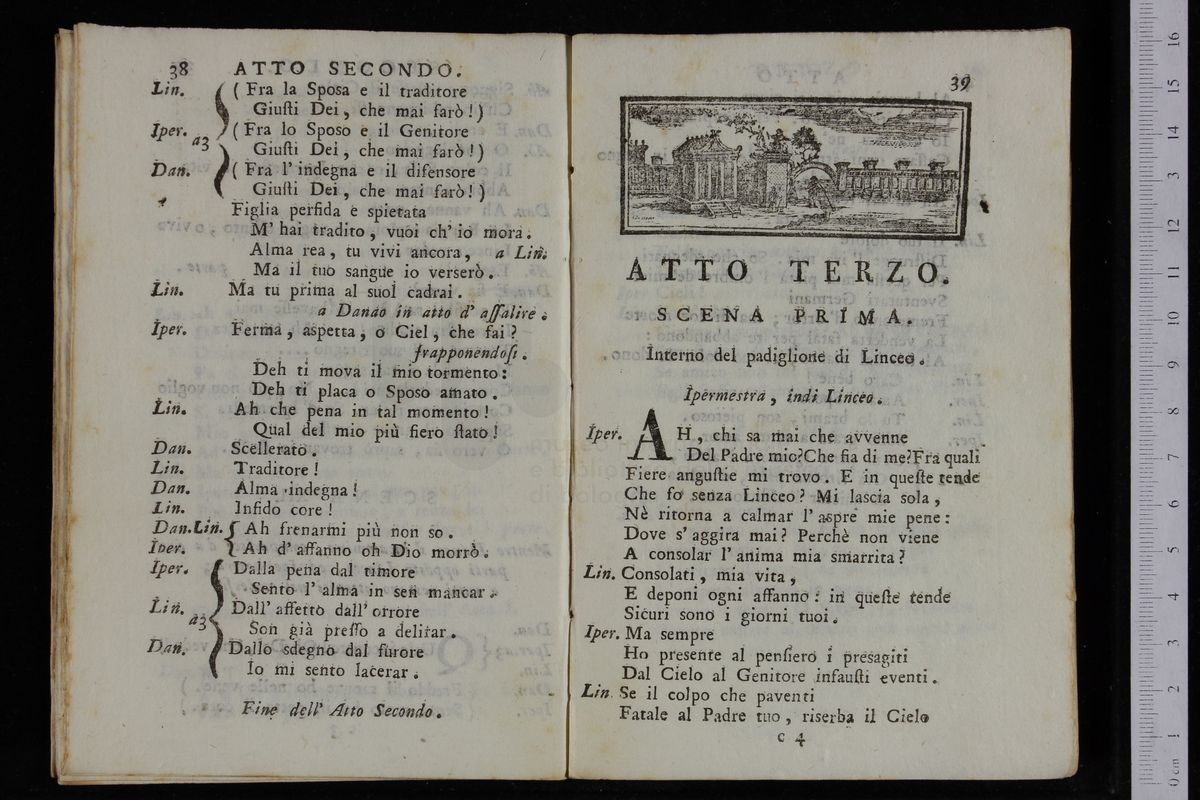 38 ATTO SECONDO.
Lin. ( Fra la Sposa e il traditore
Giusti Dei, che mai farò!)
Iper. a3 ( Fra lo Sposo e il Genitore
Giusti Dei, che mai farò!)
Dan. ( Fra l' indegna e il difensore
Giusti Dei, che mai farò!)
Figlia perfida e spietata
M' hai tradito, vuoi ch' io mora.
Alma rea, tu vivi ancora, a Lin.
Ma il tuo sangue io verserò.
Lin. Ma tu prima al suol cadrai.
a Danao in atto d' assalire.
Iper. Ferma, aspetta, o Ciel, che fai?
frapponendosi.
Deh ti mova il mio tormento:
Deh ti placa o Sposo amato.
Lin. Ah che pena in tal momento!
Qual del mio più fiero stato!
Dan. Scellerato.
Lin. Traditore!
Dan. Alma indegna!
Lin. Infido core!
Dan.Lin. Ah frenarmi più non so.
Iper. Ah d' affanno oh Dio morrò.
Iper. Dalla pena dal timore
Sento l' alma in sen mancar.
Lin. a3 Dall' affetto dall' orrore
Son già presso a delirar.
Dan. Dallo sdegno dal furore
Io mi sento lacerar.
Fine dell' Atto Secondo.
39
ATTO TERZO.
SCENA PRIMA.
Interno del padiglione di Linceo.
Ipermestra, indi Linceo.
Iper. AH, chi sa mai che avvenne
Del Padre mio?Che fia di me?Fra quali
Fiere angustie mi trovo. E in queste tende
Che fo senza Linceo? Mi lascia sola,
Nè ritorna a calmar l' aspre mie pene:
Dove s' aggira mai? Perchè non viene
A consolar l' anima mia smarrita?
Lin. Consolati, mia vita,
E deponi ogni affanno: in queste tende
Sicuri sono i giorni tuoi.
Iper. Ma sempre
Ho presente al pensiero i presagiti
Dal Cielo al Genitore infausti eventi.
Lin. Se il colpo che paventi
Fatale al Padre tuo, riserba il Cielo
C 4